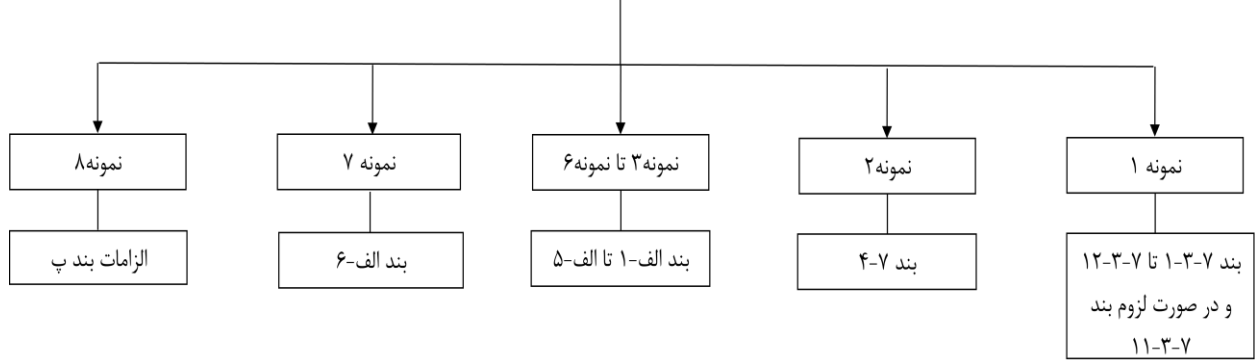 نمونه ۱
نمونه۲
نمونه۳ تا نمونه۶
نمونه ۷
نمونه۸
بند ۷-۳-۱ تا ۷-۳-۱۲
و در صورت لزوم بند
۷-۳-۱۱
بند ۷-۴
بند الف-۱ تا الف-۵
بند الف-۶
الزامات بند پ